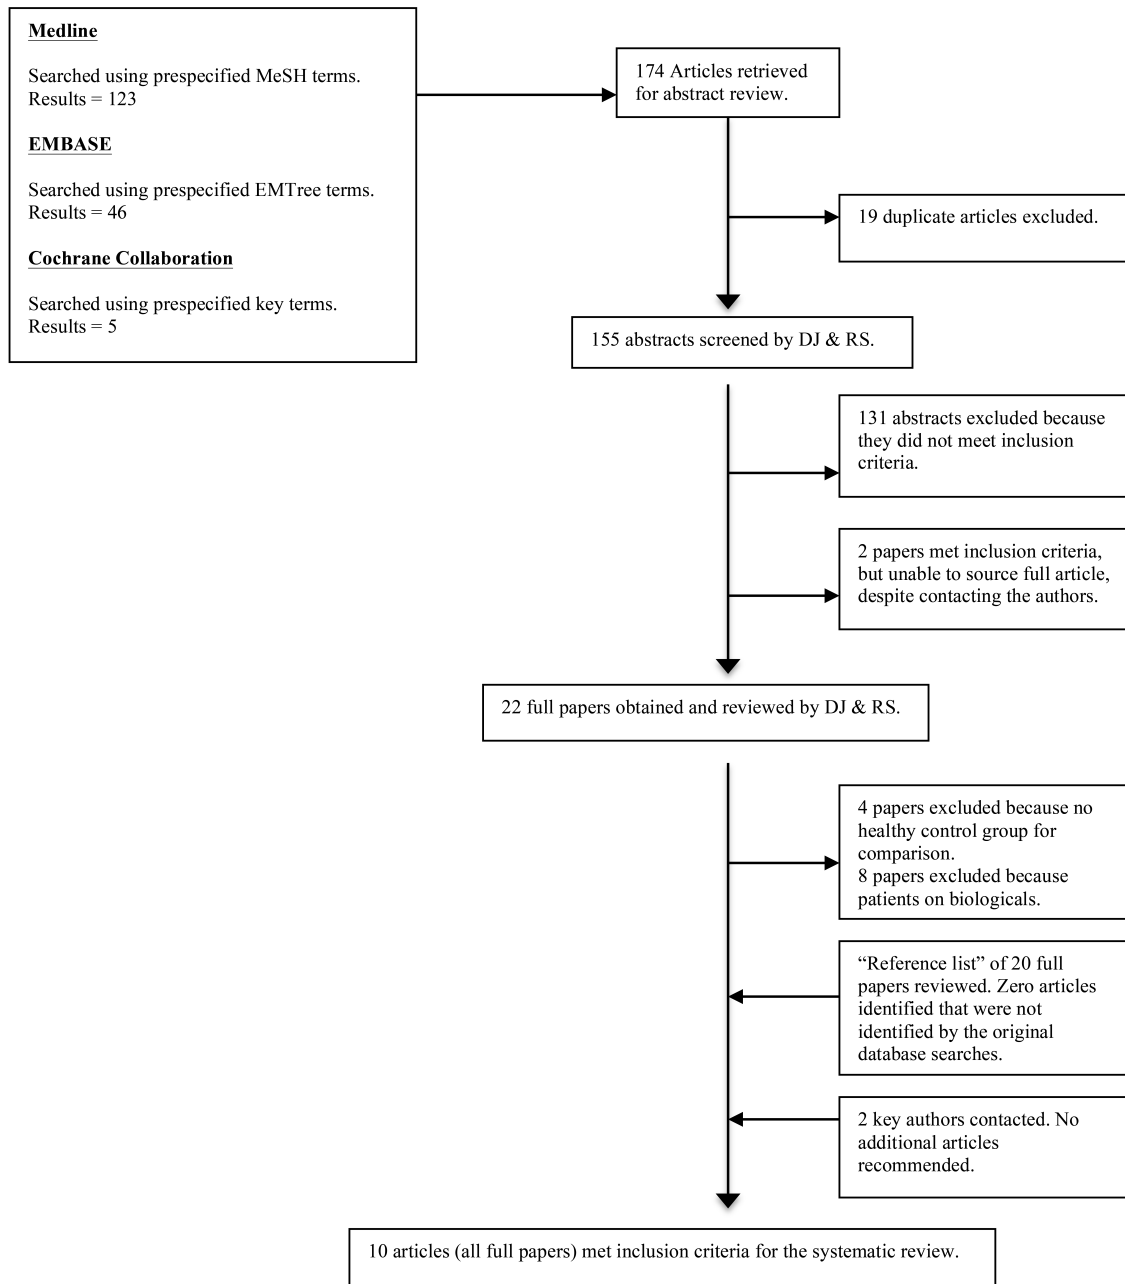 Medline
Searched using prespecified MeSH terms.
Results = 123
EMBASE
Searched using prespecified EMTree terms.
Results = 46
Cochrane Collaboration
Searched using prespecified key terms.
Results = 5
174 Articles retrieved
for abstract review.
19 duplicate articles excluded.
155 abstracts screened by DJ & RS.
131 abstracts excluded because
they did not meet inclusion
criteria.
2 papers met inclusion criteria,
but unable to source full article,
despite contacting the authors.
22 full papers obtained and reviewed by DJ & RS.
4 papers excluded because no
healthy control group for
comparison.
8 papers excluded because
patients on biologicals.
“Reference list” of 20 full
papers reviewed. Zero articles
identified that were not
identified by the original
database searches.
2 key authors contacted. No
additional articles
recommended.
10 articles (all full papers) met inclusion criteria for the systematic review.